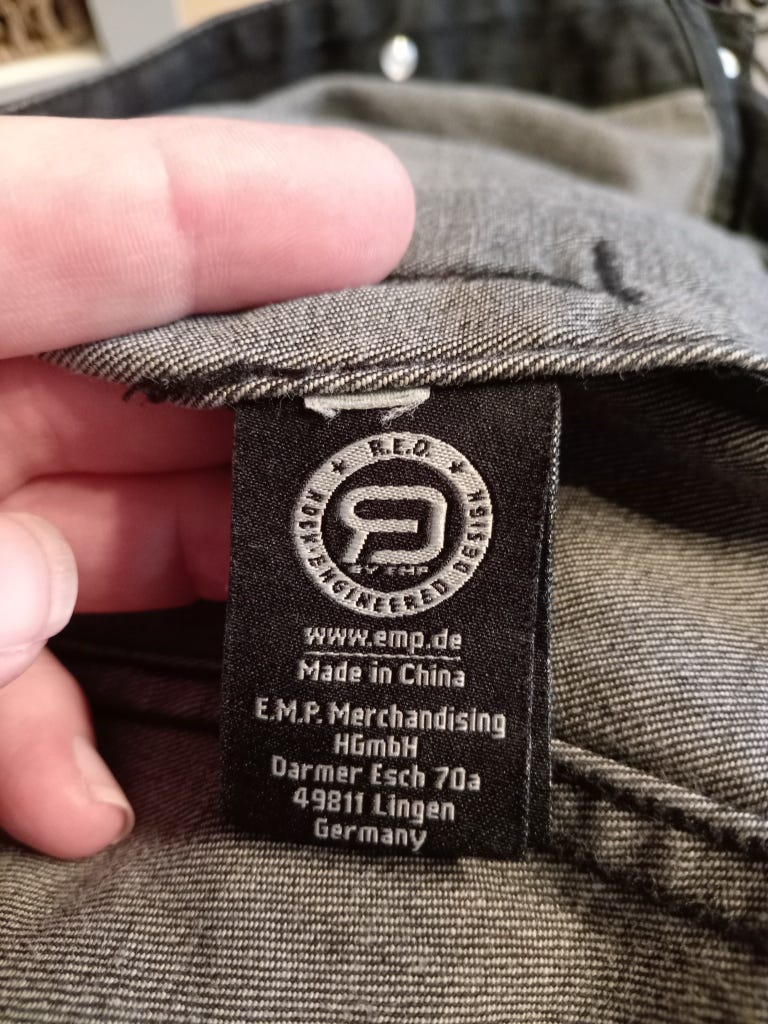 R.E.D.
ROCK·ENGINEERED DESIGN
BY EMP
www.emp.de
Made in China
E.M.P. Merchandising
HGmbH
Darmer Esch 70a
49811 Lingen
Germany